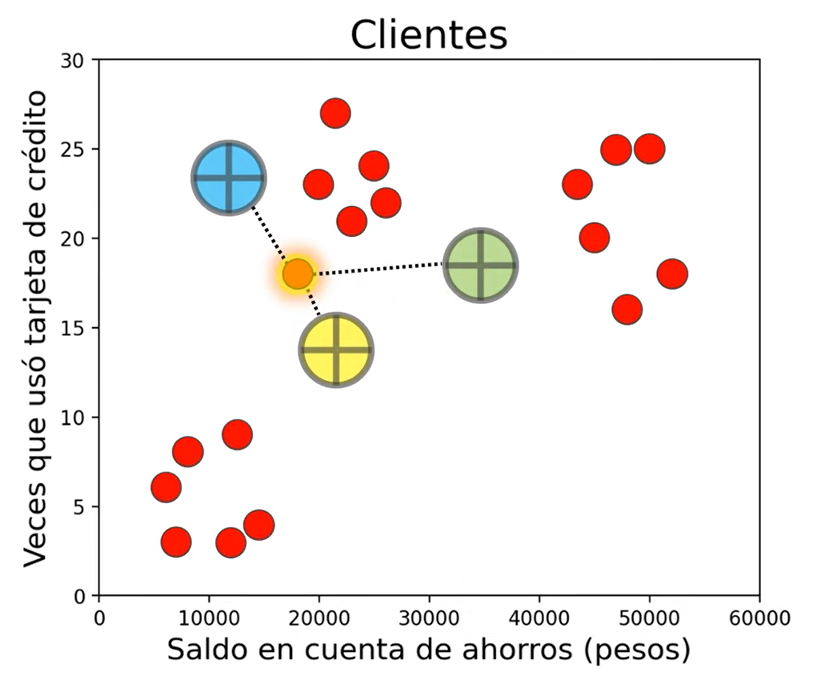 Clientes
30
25
20
15
10
5
0
Veces que usó tarjeta de crédito
0 10000 20000 30000 40000 50000 60000
Saldo en cuenta de ahorros (pesos)